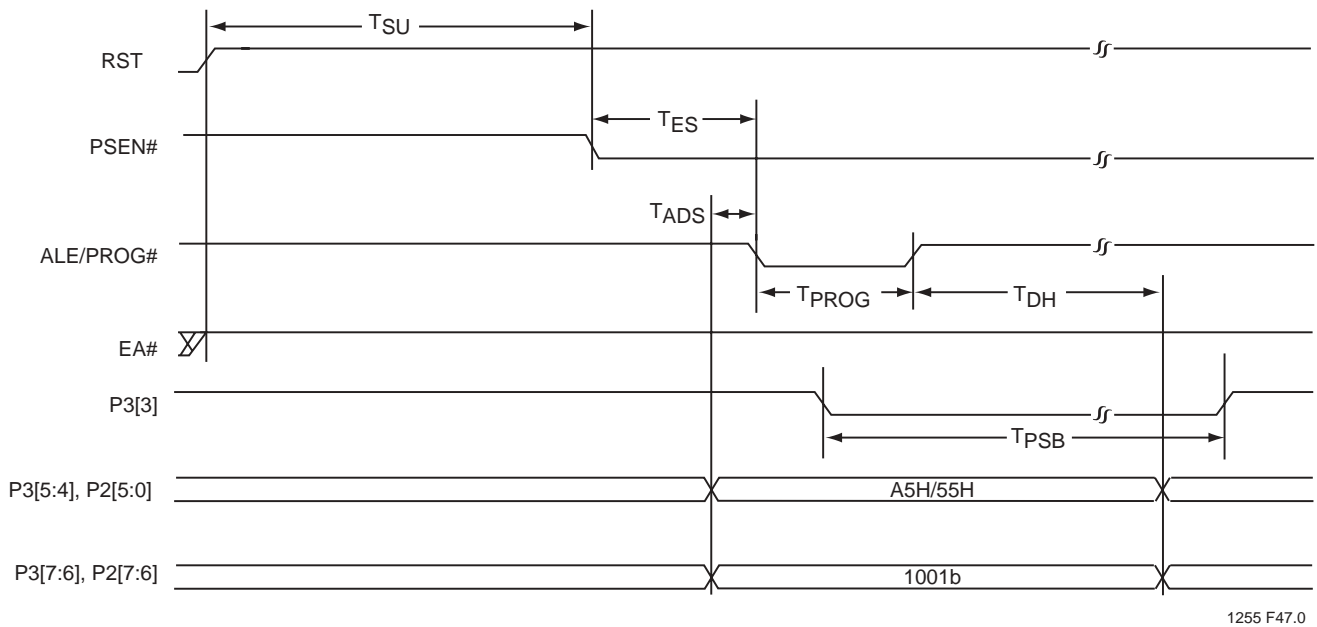 TSU
RST
TES
PSEN#
TADS
ALE/PROG#
TPROG
TDH
EA#
P3[3]
TPSB
P3[5:4], P2[5:0]
A5H/55H
P3[7:6], P2[7:6]
1001b
1255 F47.0